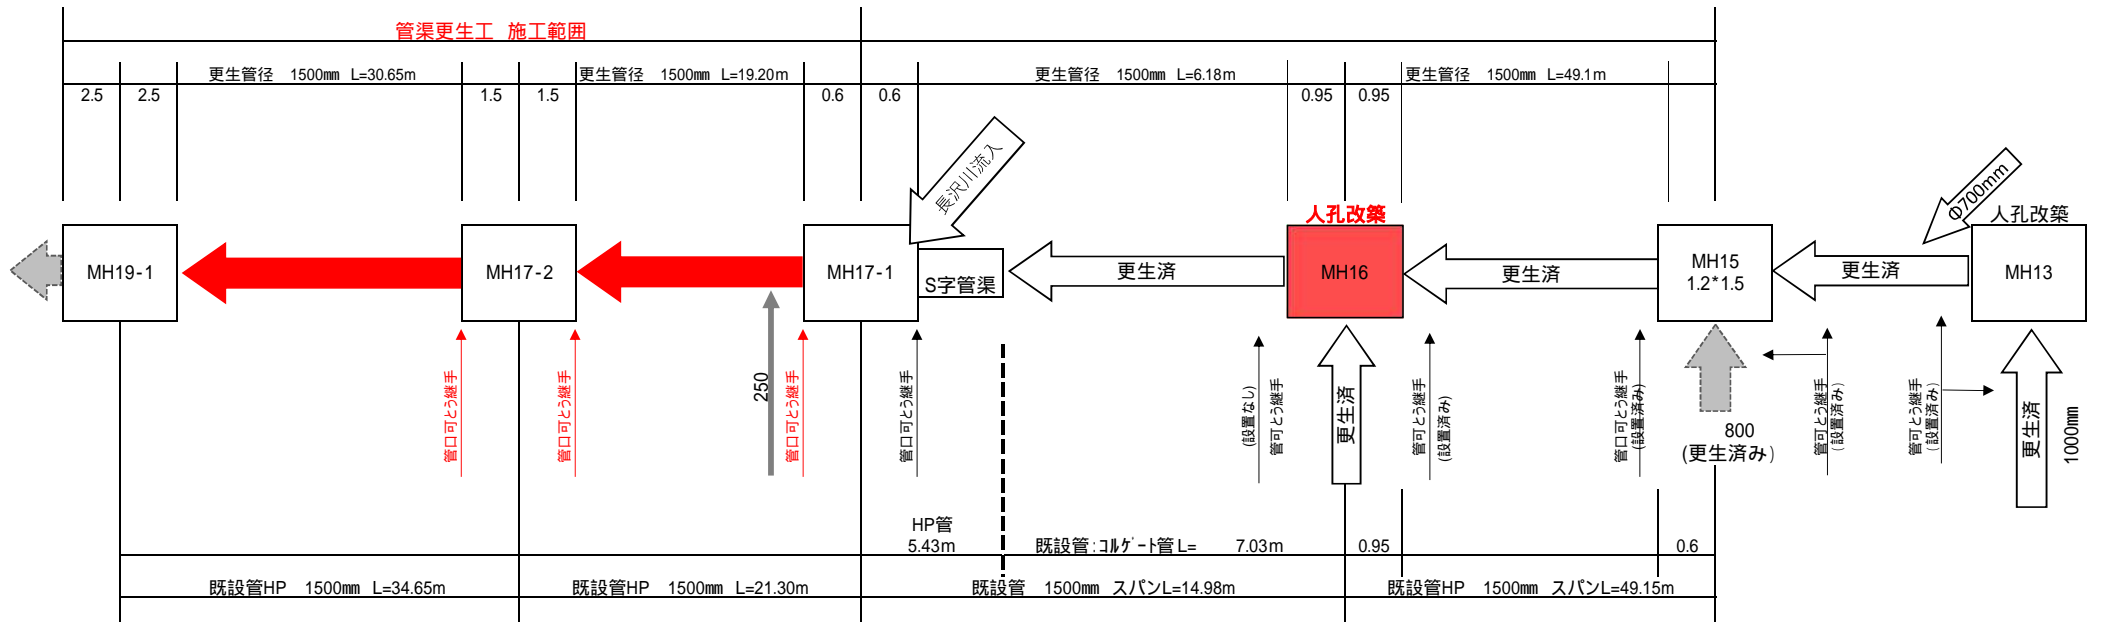 管渠更生工 施工範囲
更生管径 1500㎜ L=30.65m
更生管径 1500㎜ L=19.20m
更生管径 1500㎜ L=6.18m
更生管径 1500㎜ L=49.1m
2.5
2.5
1.5
1.5
0.6
0.6
0.95
0.95
長沢川流入
Φ700mm
人孔改築
人孔改築
MH19-1
MH17-2
MH17-1
S字管渠
更生済
MH16
更生済
MH15
1.2*1.5
更生済
MH13
管口可とう継手
管口可とう継手
250
管口可とう継手
管口可とう継手
(設置なし)
管可とう継手
更生済
管可とう継手
(設置済み)
管口可とう継手
(設置済み)
800
(更生済み)
管可とう継手
(設置済み)
管可とう継手
(設置済み)
更生済
1000mm
HP管
5.43m
既設管:コルゲート管 L= 7.03m
0.95
0.6
既設管HP 1500㎜ L=34.65m
既設管HP 1500㎜ L=21.30m
既設管 1500㎜ スパンL=14.98m
既設管HP 1500㎜ スパンL=49.15m